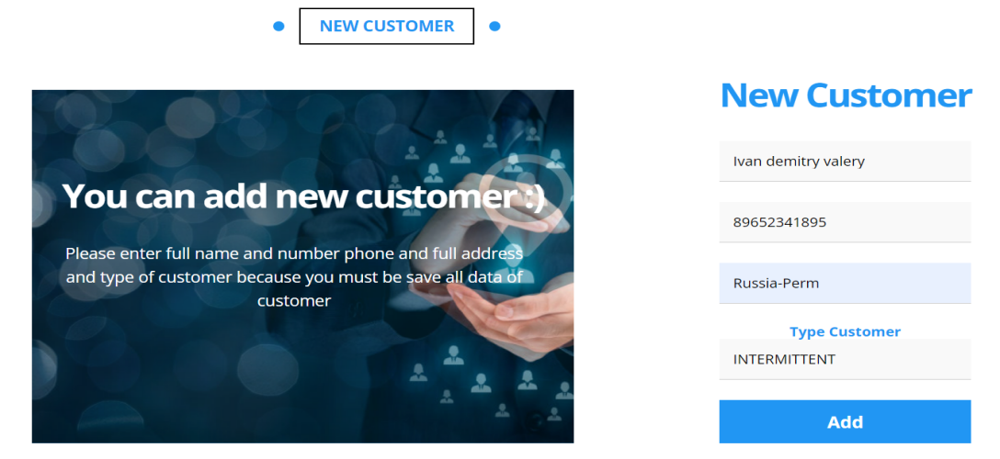 NEW CUSTOMER
You can add new customer :)
Please enter full name and number phone and full address
and type of customer because you must be save all data of
customer
New Customer
Ivan demitry valery
89652341895
Russia-Perm
Type Customer
INTERMITTENT
Add